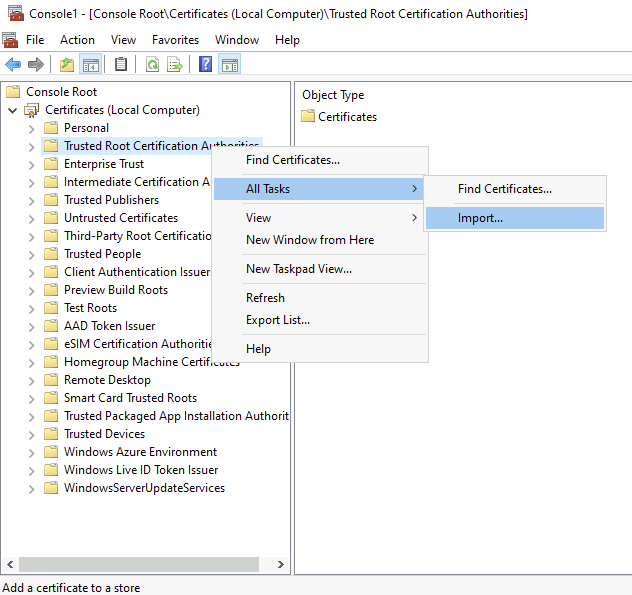 Console1 - [Console Root\Certificates (Local Computer)\Trusted Root Certification Authorities]
File Action View Favorites Window Help
Console Root
Certificates (Local Computer)
Personal
Trusted Root Certification Authorities
Enterprise Trust
Intermediate Certification A
Trusted Publishers
Untrusted Certificates
Third-Party Root Certificatio
Trusted People
Client Authentication Issuers
Preview Build Roots
Test Roots
AAD Token Issuer
eSIM Certification Authoritie
Homegroup Machine Certificates
Remote Desktop
Smart Card Trusted Roots
Trusted Packaged App Installation Authorit
Trusted Devices
Windows Azure Environment
Windows Live ID Token Issuer
WindowsServerUpdateServices
Object Type
Certificates
Find Certificates...
All Tasks
View
New Window from Here
New Taskpad View...
Refresh
Export List...
Help
Find Certificates...
Import...
Add a certificate to a store